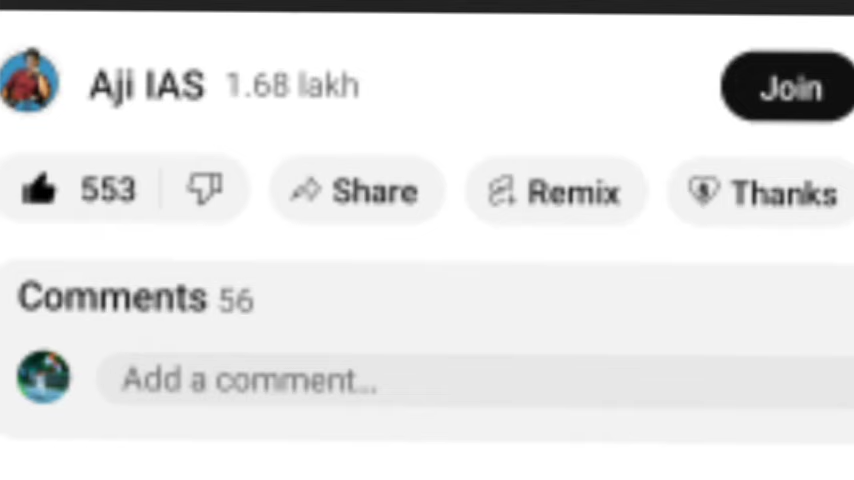 Aji IAS 1.68 lakh Join
553 Share Remix Thanks
Comments 56
Add a comment...